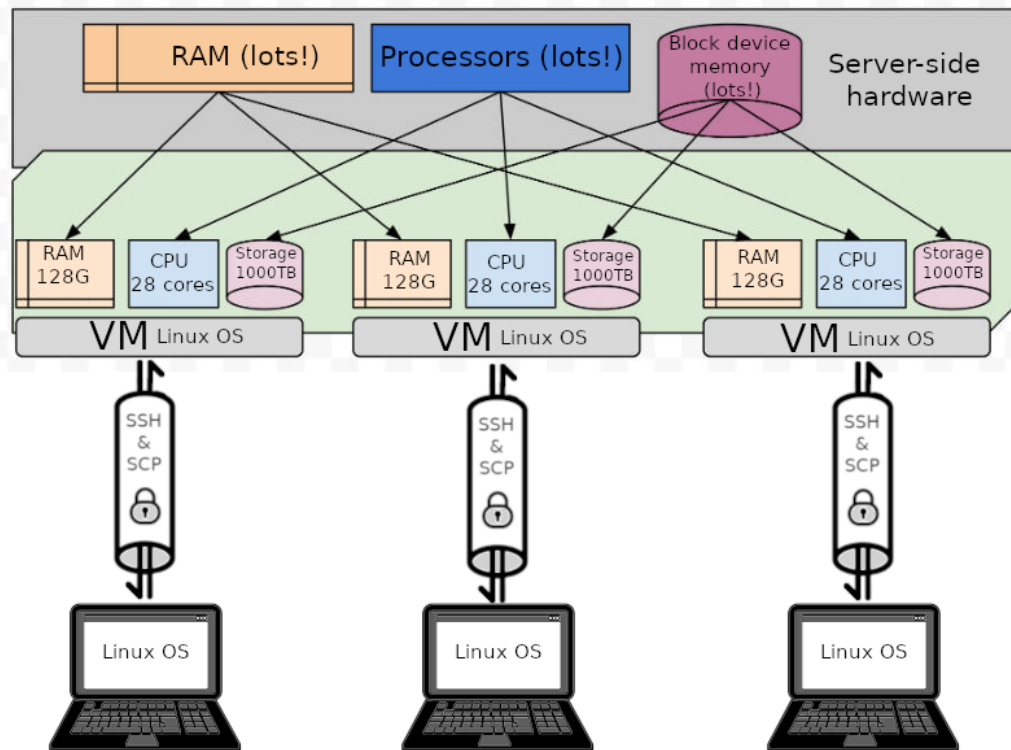 RAM (lots!)
Processors (lots!)
Block device
memory
(lots!)
Server-side
hardware
RAM
128G
CPU
28 cores
Storage
1000TB
RAM
128G
CPU
28 cores
Storage
1000TB
RAM
128G
CPU
28 cores
Storage
1000TB
VM Linux OS
VM Linux OS
VM Linux OS
SSH
&
SCP
SSH
&
SCP
SSH
&
SCP
Linux OS
Linux OS
Linux OS